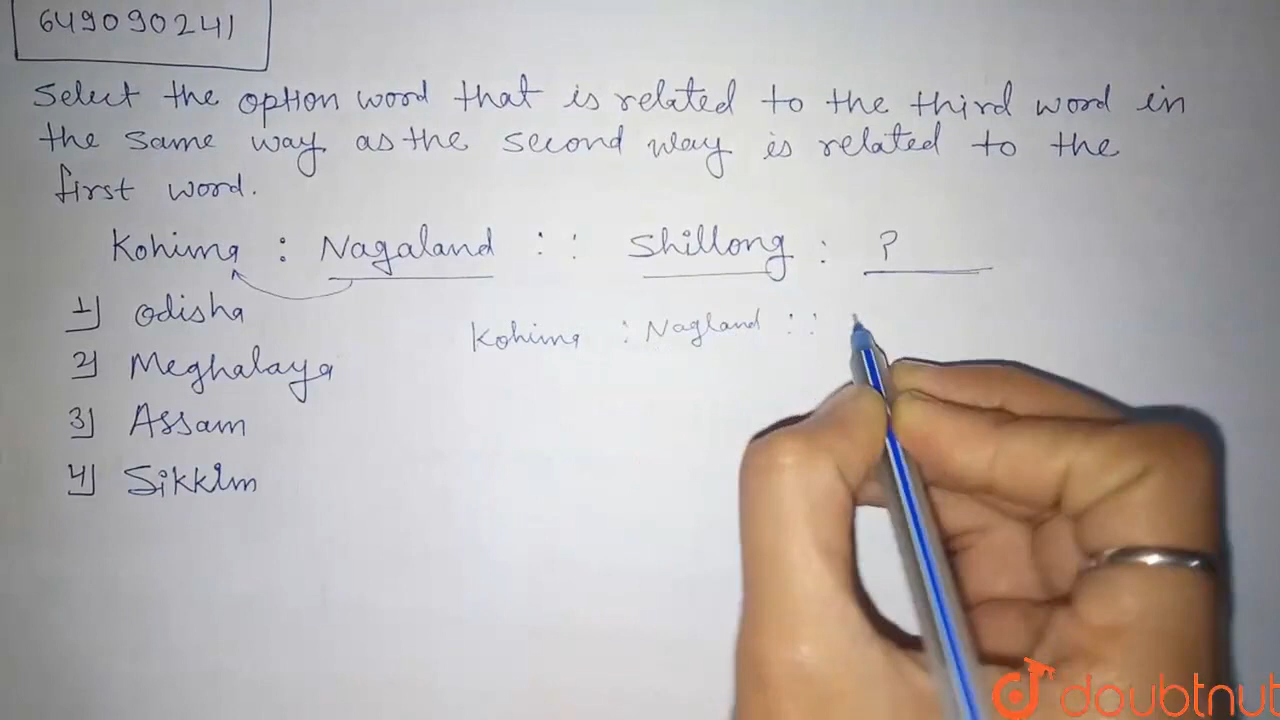 649090241
Select the option word that is related to the third word in
the same way as the second way is related to the
first word.
Kohima : Nagaland : : Shillong : ?
1) Odisha
Kohima : Nagland : :
2) Meghalaya
3) Assam
4) Sikkim
doubtnut